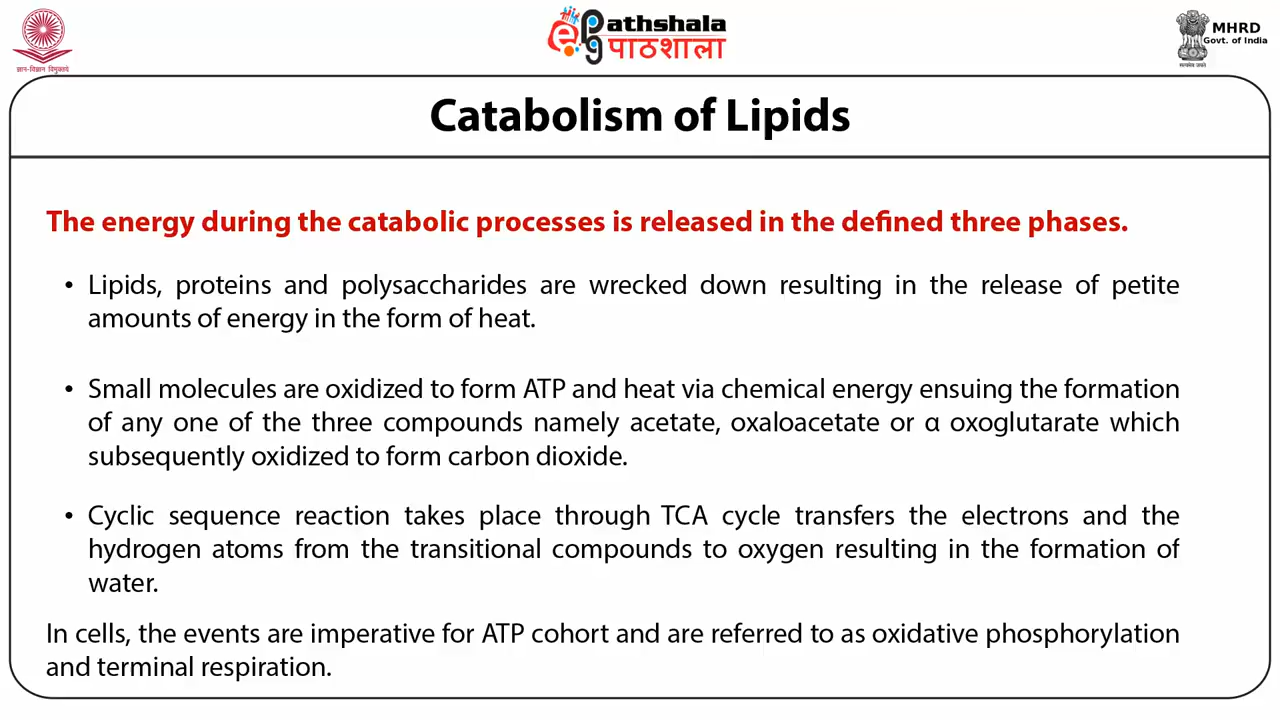 ज्ञान-विज्ञान विमुक्तये
epg
athshala
पाठशाला
सत्यमेव जयते
MHRD
Govt. of India
Catabolism of Lipids
The energy during the catabolic processes is released in the defined three phases.
• Lipids, proteins and polysaccharides are wrecked down resulting in the release of petite
amounts of energy in the form of heat.
• Small molecules are oxidized to form ATP and heat via chemical energy ensuing the formation
of any one of the three compounds namely acetate, oxaloacetate or α oxoglutarate which
subsequently oxidized to form carbon dioxide.
• Cyclic sequence reaction takes place through TCA cycle transfers the electrons and the
hydrogen atoms from the transitional compounds to oxygen resulting in the formation of
water.
In cells, the events are imperative for ATP cohort and are referred to as oxidative phosphorylation
and terminal respiration.